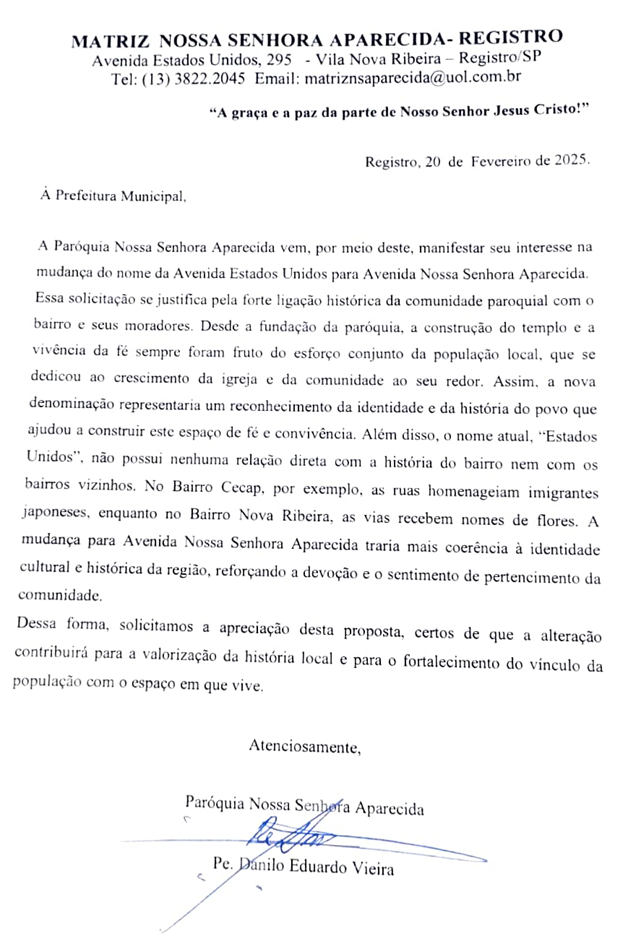 MATRIZ NOSSA SENHORA APARECIDA- REGISTRO
Avenida Estados Unidos, 295 - Vila Nova Ribeira – Registro/SP
Tel: (13) 3822.2045 Email: matriznsaparecida@uol.com.br
“A graça e a paz da parte de Nosso Senhor Jesus Cristo!”
Registro, 20 de Fevereiro de 2025.
À Prefeitura Municipal,
A Paróquia Nossa Senhora Aparecida vem, por meio deste, manifestar seu interesse na
mudança do nome da Avenida Estados Unidos para Avenida Nossa Senhora Aparecida.
Essa solicitação se justifica pela forte ligação histórica da comunidade paroquial com o
bairro e seus moradores. Desde a fundação da paróquia, a construção do templo e a
vivência da fé sempre foram fruto do esforço conjunto da população local, que se
dedicou ao crescimento da igreja e da comunidade ao seu redor. Assim, a nova
denominação representaria um reconhecimento da identidade e da história do povo que
ajudou a construir este espaço de fé e convivência. Além disso, o nome atual, “Estados
Unidos”, não possui nenhuma relação direta com a história do bairro nem com os
bairros vizinhos. No Bairro Cecap, por exemplo, as ruas homenageiam imigrantes
japoneses, enquanto no Bairro Nova Ribeira, as vias recebem nomes de flores. A
mudança para Avenida Nossa Senhora Aparecida traria mais coerência à identidade
cultural e histórica da região, reforçando a devoção e o sentimento de pertencimento da
comunidade.
Dessa forma, solicitamos a apreciação desta proposta, certos de que a alteração
contribuirá para a valorização da história local e para o fortalecimento do vínculo da
população com o espaço em que vive.
Atenciosamente,
Paróquia Nossa Senhora Aparecida
Pe. Danilo Eduardo Vieira